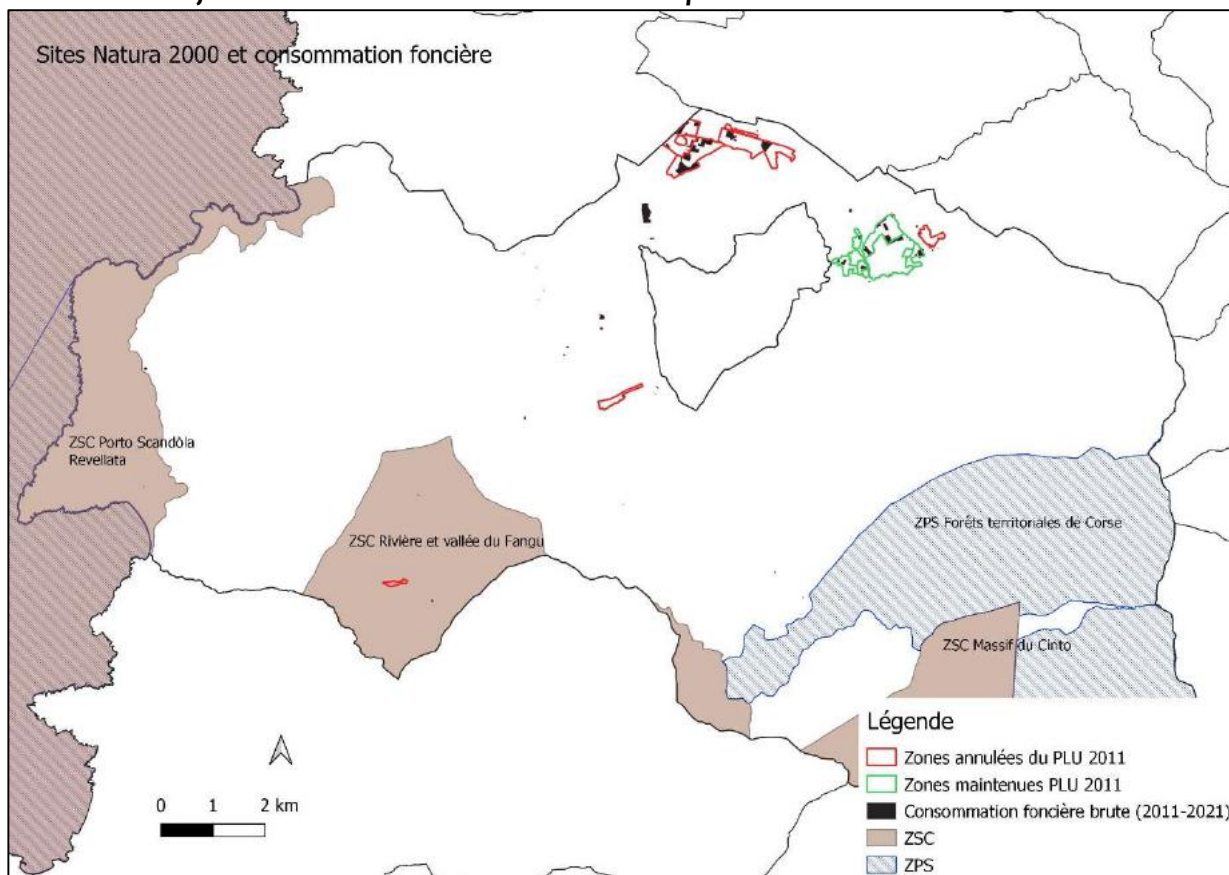 Sites Natura 2000 et consommation foncière
ZSC Porto Scandòla
Revellata
ZSC Rivière et vallée du Fangu
ZPS Forêts territoriales de Corse
ZSC Massif du Cinto
0 1 2 km
Légende
Zones annulées du PLU 2011
Zones maintenues PLU 2011
Consommation foncière brute (2011-2021)
ZSC
ZPS